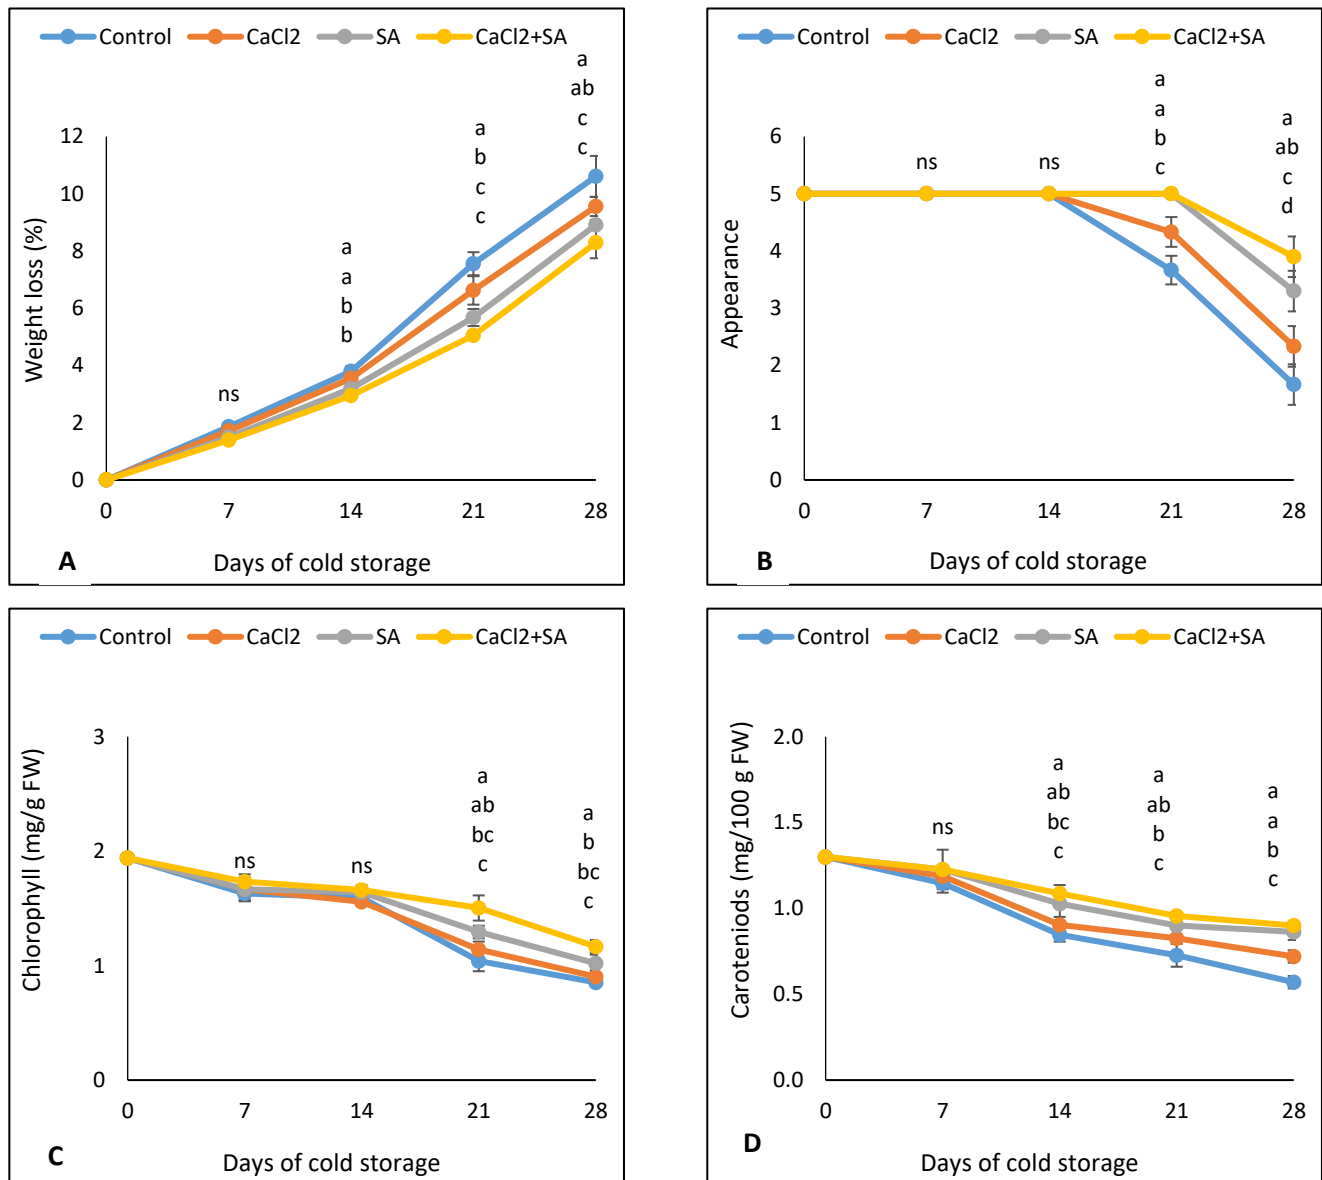 Control CaCl2 SA CaCl2+SA
a
ab
c
c
a
b
c
c
a
a
b
b
ns
12
10
8
6
4
2
0
Weight loss (%)
0 7 14 21 28
Days of cold storage
A
Control CaCl2 SA CaCl2+SA
a
a
b
c
a
ab
c
d
ns
ns
6
5
4
3
2
1
0
Appearance
0 7 14 21 28
Days of cold storage
B
Control CaCl2 SA CaCl2+SA
3
2
1
0
Chlorophyll (mg/g FW)
ns
ns
a
ab
bc
c
a
b
bc
c
0 7 14 21 28
Days of cold storage
C
Control CaCl2 SA CaCl2+SA
2.0
1.5
1.0
0.5
0.0
Caroteniods (mg/100 g FW)
ns
a
ab
bc
c
a
ab
b
c
a
a
b
c
0 7 14 21 28
Days of cold storage
D